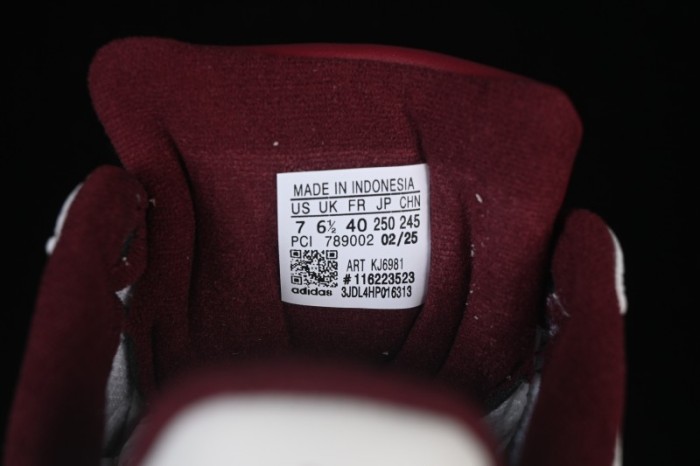 MADE IN INDONESIA
US UK FR JP CHN
7 6½ 40 250 245
PCI 789002 02/25
ART KJ6981
#116223523
adidas 3JDL4HP016313